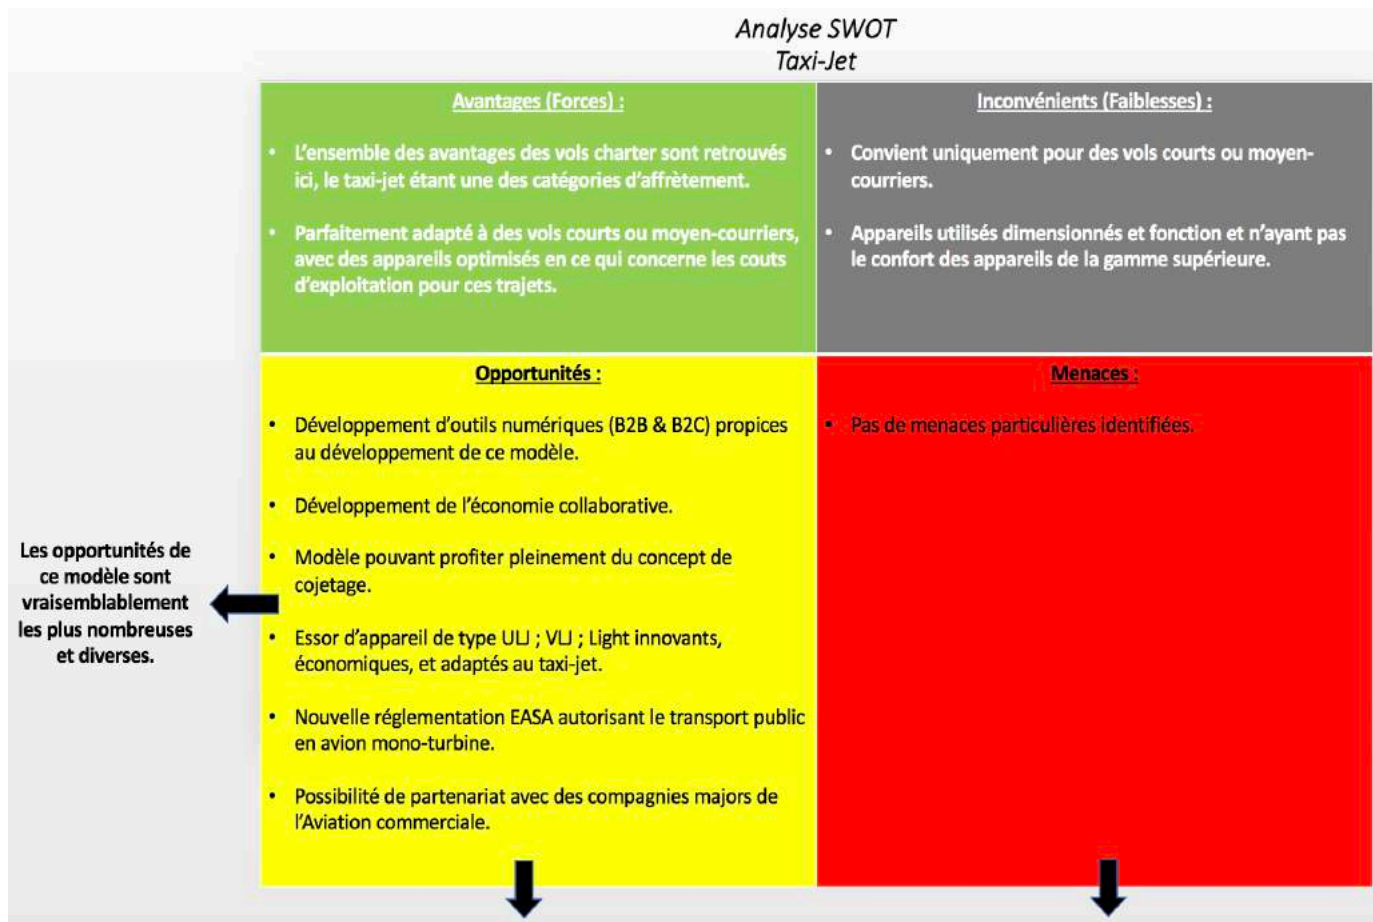 Analyse SWOT
Taxi-Jet
Avantages (Forces) :
• L'ensemble des avantages des vols charter sont retrouvés
ici, le taxi-jet étant une des catégories d'affrètement.
• Parfaitement adapté à des vols courts ou moyen-courriers,
avec des appareils optimisés en ce qui concerne les couts
d'exploitation pour ces trajets.
Inconvénients (Faiblesses) :
• Convient uniquement pour des vols courts ou moyen-
courriers.
• Appareils utilisés dimensionnés et fonction et n'ayant pas
le confort des appareils de la gamme supérieure.
Opportunités :
• Développement d'outils numériques (B2B & B2C) propices
au développement de ce modèle.
• Développement de l'économie collaborative.
• Modèle pouvant profiter pleinement du concept de
cojetage.
• Essor d'appareil de type ULJ ; VLJ ; Light innovants,
économiques, et adaptés au taxi-jet.
• Nouvelle réglementation EASA autorisant le transport public
en avion mono-turbine.
• Possibilité de partenariat avec des compagnies majors de
l'Aviation commerciale.
Menaces :
• Pas de menaces particulières identifiées.
Les opportunités de
ce modèle sont
vraisemblablement
les plus nombreuses
et diverses.